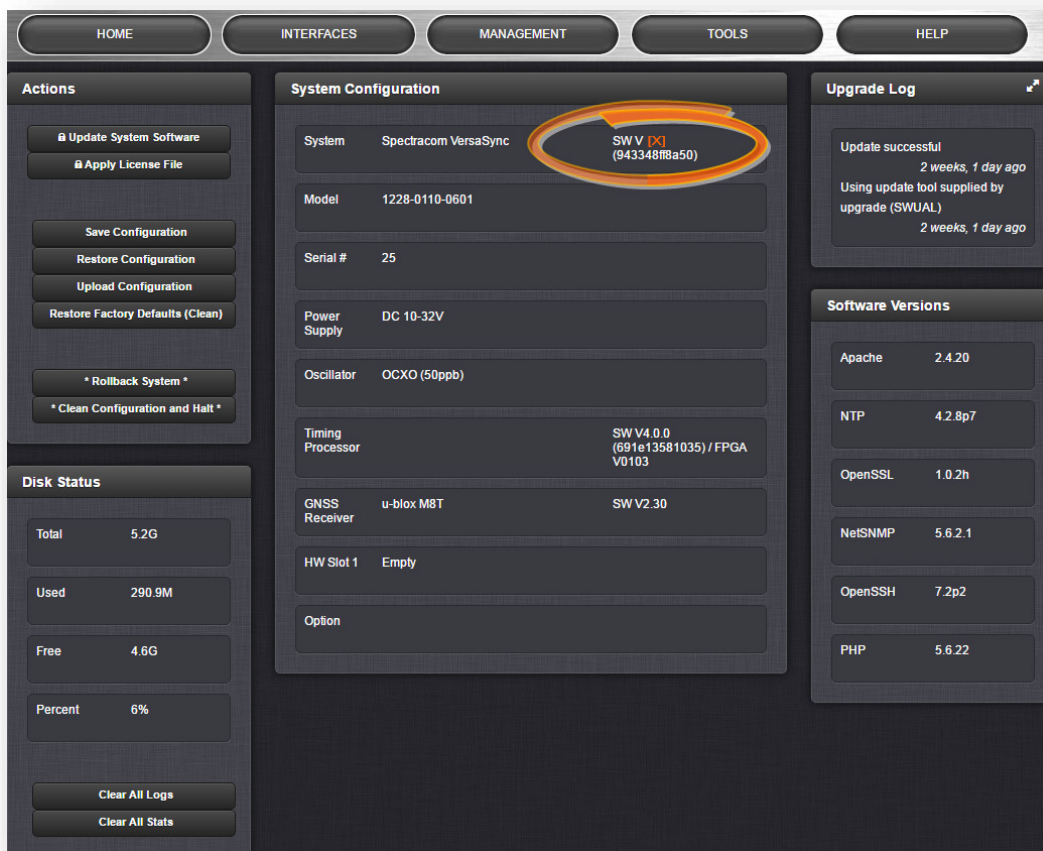 HOME
INTERFACES
MANAGEMENT
TOOLS
HELP
Actions
Update System Software
Apply License File
Save Configuration
Restore Configuration
Upload Configuration
Restore Factory Defaults (Clean)
* Rollback System *
* Clean Configuration and Halt *
Disk Status
Total 5.2G
Used 290.9M
Free 4.6G
Percent 6%
Clear All Logs
Clear All Stats
System Configuration
System Spectracom VersaSync SW V [X]
(943348ff8a50)
Model 1228-0110-0601
Serial # 25
Power DC 10-32V
Supply
Oscillator OCXO (50ppb)
Timing SW V4.0.0
Processor (691e13581035) / FPGA
V0103
GNSS u-blox M8T SW V2.30
Receiver
HW Slot 1 Empty
Option
Upgrade Log
Update successful
2 weeks, 1 day ago
Using update tool supplied by
upgrade (SWUAL)
2 weeks, 1 day ago
Software Versions
Apache 2.4.20
NTP 4.2.8p7
OpenSSL 1.0.2h
NetSNMP 5.6.2.1
OpenSSH 7.2p2
PHP 5.6.22